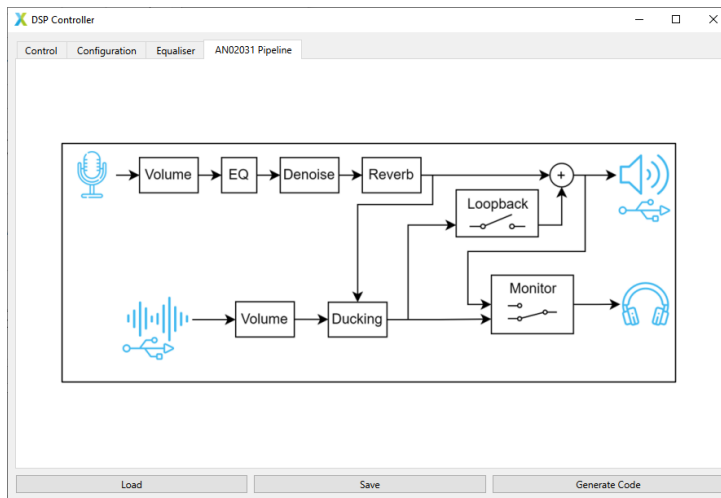 DSP Controller
Control
Configuration
Equaliser
AN02031 Pipeline
Volume
EQ
Denoise
Reverb
+
Loopback
Monitor
Volume
Ducking
Load
Save
Generate Code